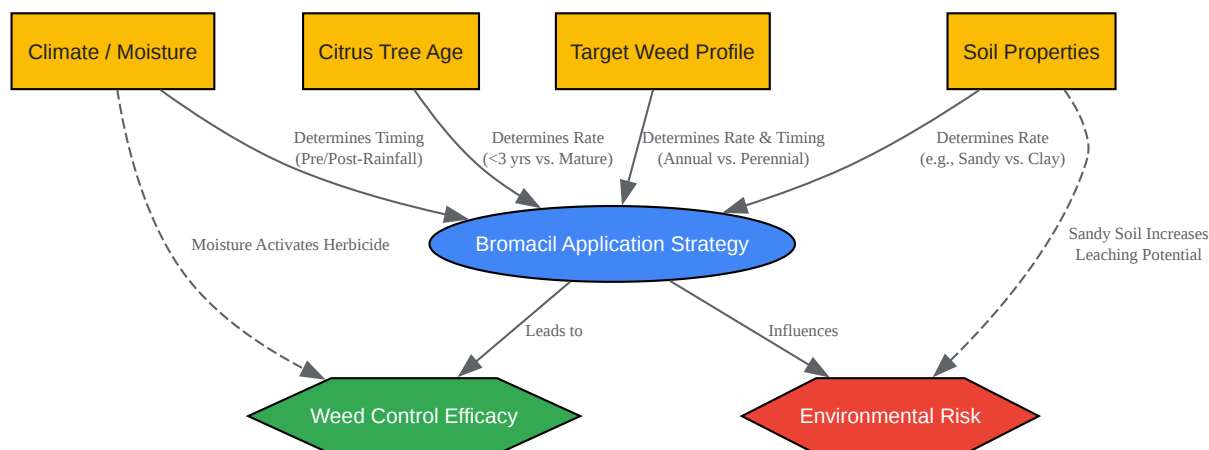 Climate / Moisture
Citrus Tree Age
Target Weed Profile
Soil Properties
Determines Timing
(Pre/Post-Rainfall)
Determines Rate
(<3 yrs vs. Mature)
Determines Rate & Timing
(Annual vs. Perennial)
Determines Rate
(e.g., Sandy vs. Clay)
Moisture Activates Herbicide
Bromacil Application Strategy
Sandy Soil Increases
Leaching Potential
Leads to
Influences
Weed Control Efficacy
Environmental Risk